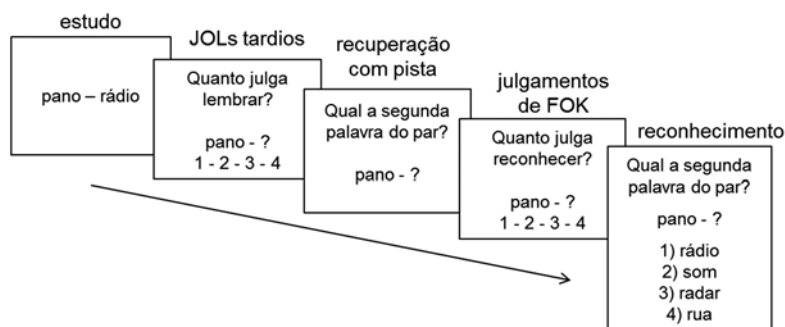 estudo
pano – rádio
JOLs tardios
Quanto julga
lembrar?
pano - ?
1 - 2 - 3 - 4
recuperação
com pista
Qual a segunda
palavra do par?
pano - ?
julgamentos
de FOK
Quanto julga
reconhecer?
pano - ?
1 - 2 - 3 - 4
reconhecimento
Qual a segunda
palavra do par?
pano - ?
1) rádio
2) som
3) radar
4) rua